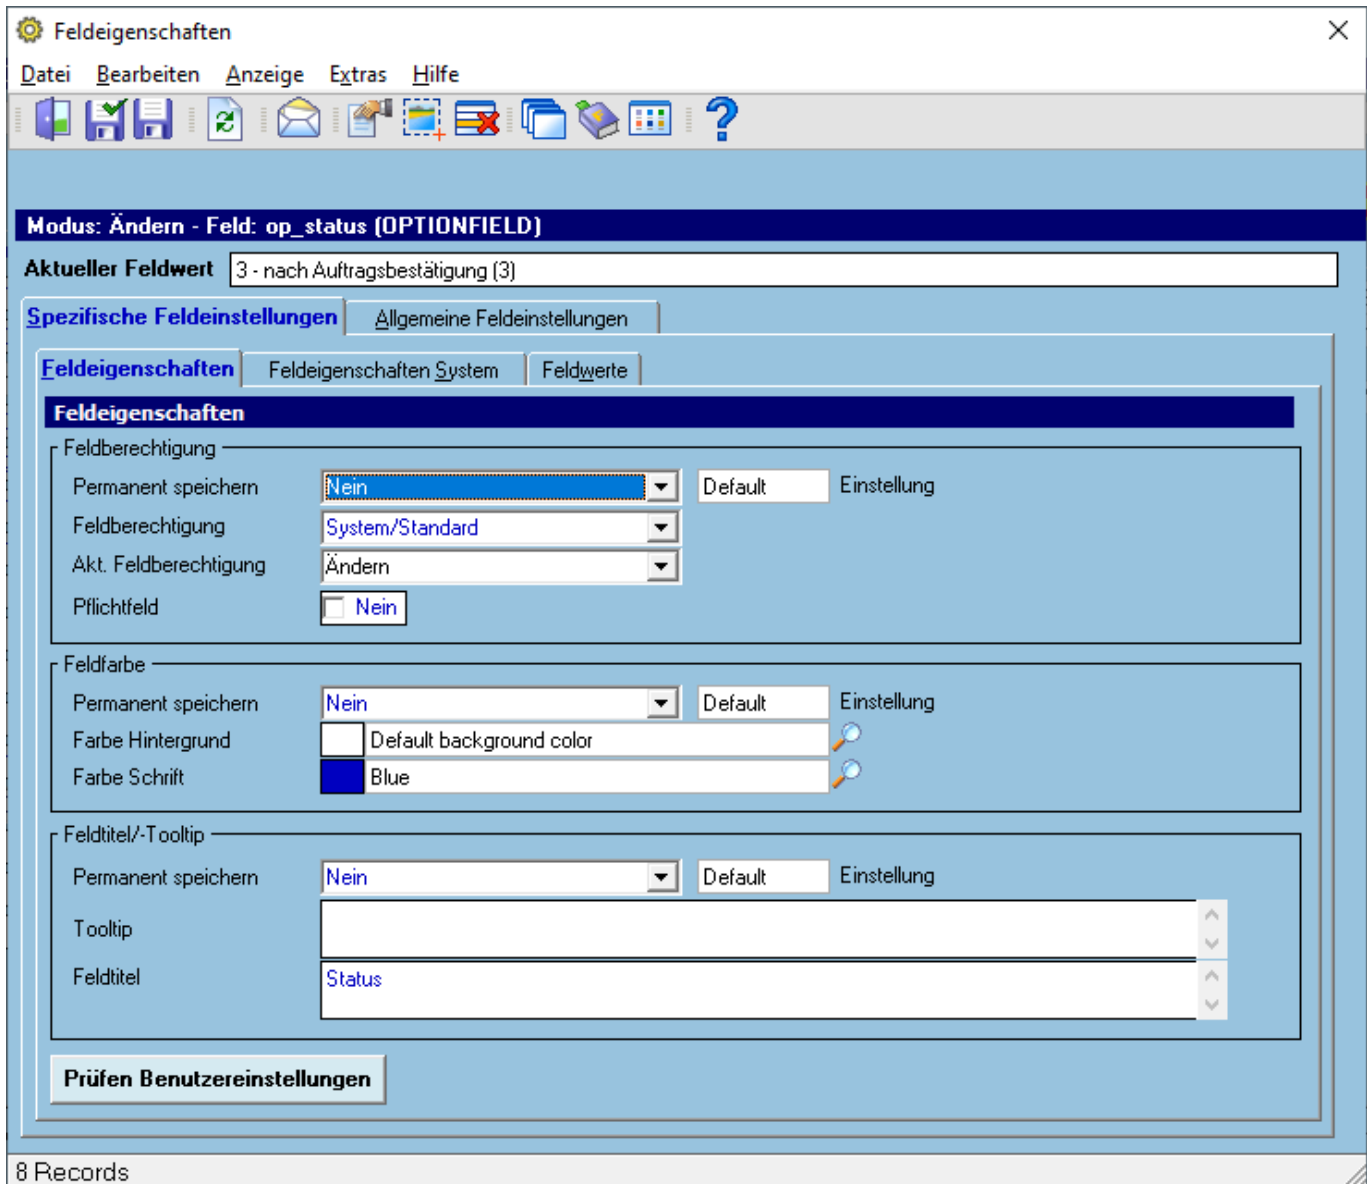 Feldeigenschaften
Datei Bearbeiten Anzeige Extras Hilfe
Modus: Ändern - Feld: op_status (OPTIONFIELD)
Aktueller Feldwert 3 - nach Auftragsbestätigung (3)
Spezifische Feldeinstellungen Allgemeine Feldeinstellungen
Feldeigenschaften Feldeigenschaften System Feldwerte
Feldeigenschaften
Feldberechtigung
Permanent speichern Nein Default Einstellung
Feldberechtigung System/Standard
Akt. Feldberechtigung Ändern
Pflichtfeld Nein
Feldfarbe
Permanent speichern Nein Default Einstellung
Farbe Hintergrund Default background color
Farbe Schrift Blue
Feldtitel/-Tooltip
Permanent speichern Nein Default Einstellung
Tooltip
Feldtitel Status
Prüfen Benutzereinstellungen
8 Records